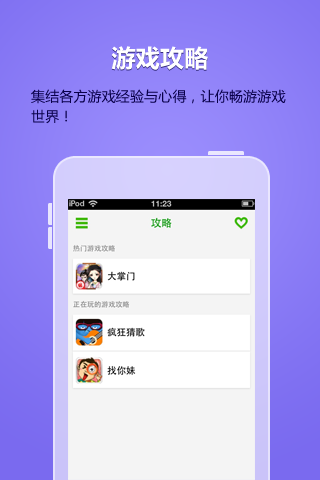 游戏攻略
集结各方游戏经验与心得，让你畅游游戏
世界！
iPod 11:23
攻略
热门游戏攻略
大掌门
正在玩的游戏攻略
疯狂猜歌
找你妹